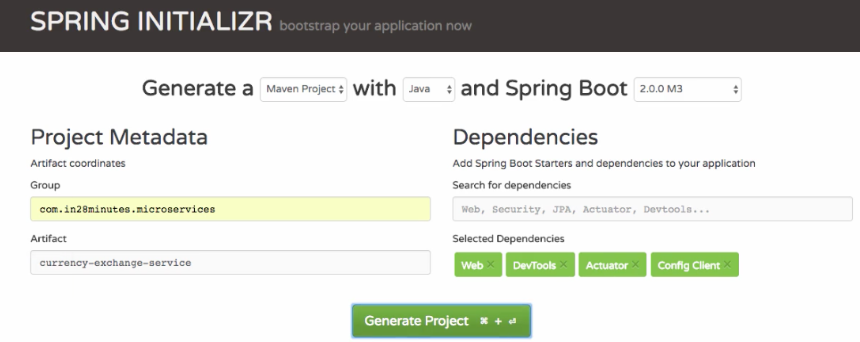 SPRING INITIALIZR bootstrap your application now
Generate a Maven Project with Java and Spring Boot 2.0.0 M3
Project Metadata
Artifact coordinates
Group
com.in28minutes.microservices
Artifact
currency-exchange-service
Dependencies
Add Spring Boot Starters and dependencies to your application
Search for dependencies
Web, Security, JPA, Actuator, Devtools...
Selected Dependencies
Web × DevTools × Actuator × Config Client ×
Generate Project ⌘ + ⏎